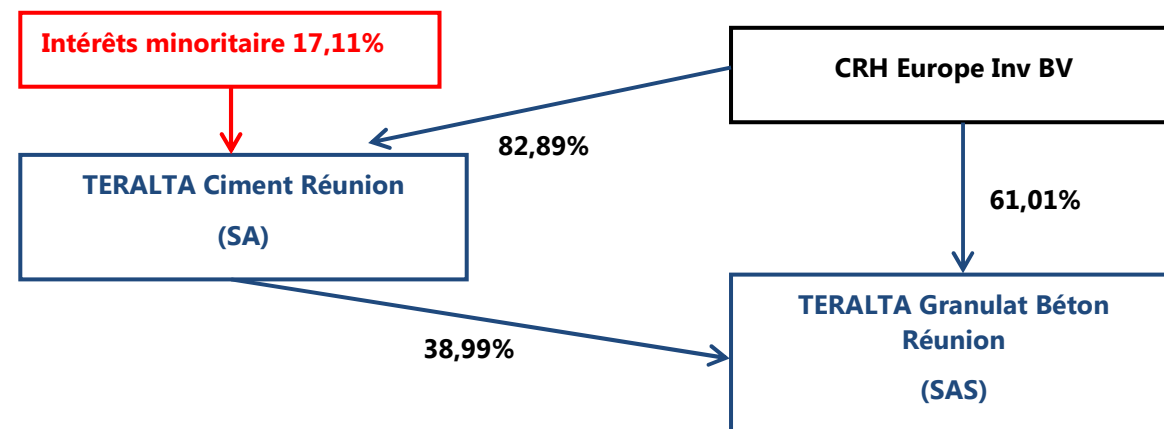 Intérêts minoritaire 17,11%
CRH Europe Inv BV
82,89%
TERALTA Ciment Réunion
(SA)
61,01%
TERALTA Granulat Béton
Réunion
(SAS)
38,99%